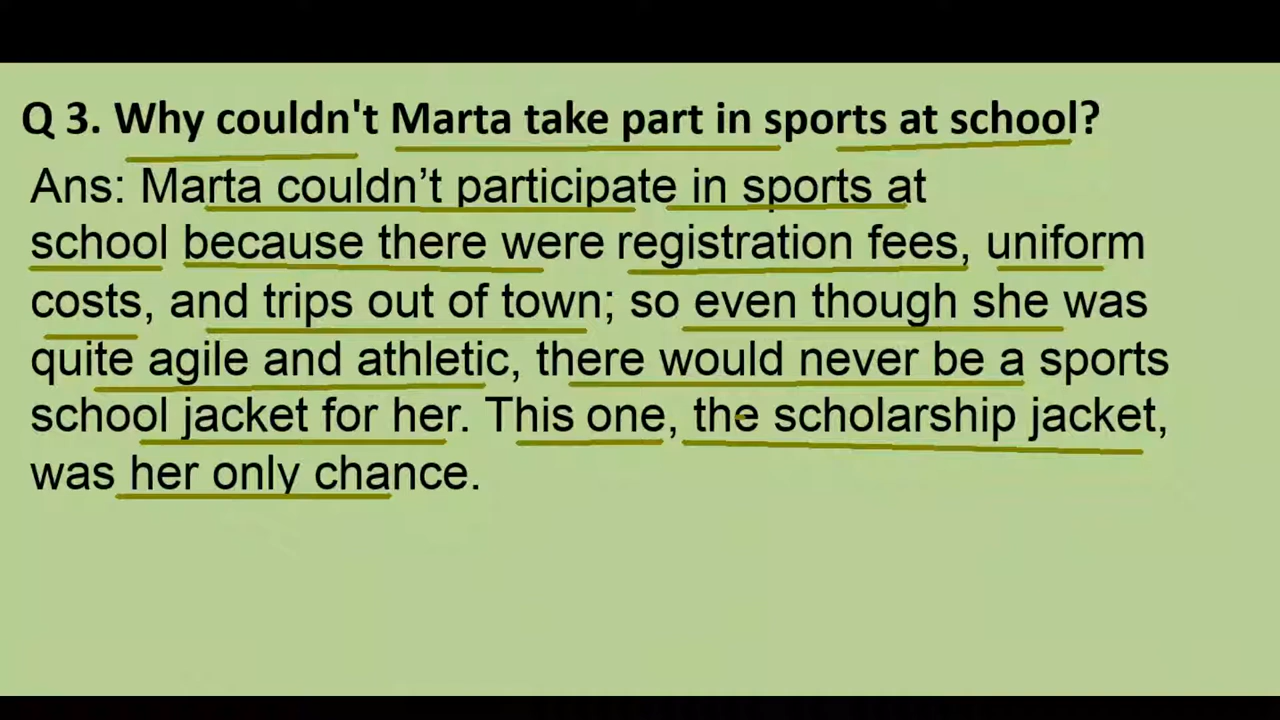 Q 3. Why couldn't Marta take part in sports at school?
Ans: Marta couldn’t participate in sports at
school because there were registration fees, uniform
costs, and trips out of town; so even though she was
quite agile and athletic, there would never be a sports
school jacket for her. This one, the scholarship jacket,
was her only chance.